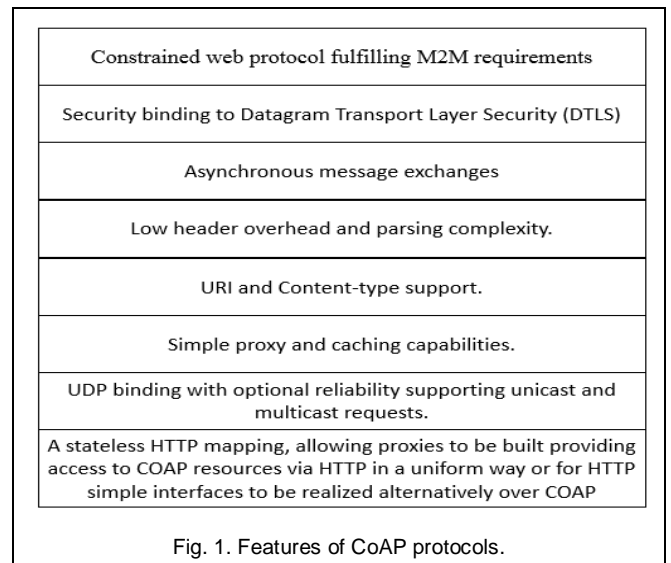 Constrained web protocol fulfilling M2M requirements
Security binding to Datagram Transport Layer Security (DTLS)
Asynchronous message exchanges
Low header overhead and parsing complexity.
URI and Content-type support.
Simple proxy and caching capabilities.
UDP binding with optional reliability supporting unicast and
multicast requests.
A stateless HTTP mapping, allowing proxies to be built providing
access to COAP resources via HTTP in a uniform way or for HTTP
simple interfaces to be realized alternatively over COAP
Fig. 1. Features of CoAP protocols.